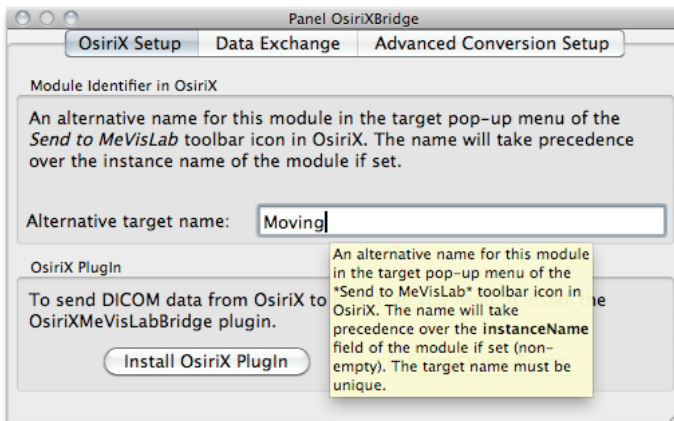 Panel OsiriXBridge
OsiriX Setup Data Exchange Advanced Conversion Setup
Module Identifier in OsiriX
An alternative name for this module in the target pop-up menu of the
Send to MeVisLab toolbar icon in OsiriX. The name will take precedence
over the instance name of the module if set.
Alternative target name: Moving
An alternative name for this module
in the target pop-up menu of the
*Send to MeVisLab* toolbar icon in
OsiriX. The name will take
precedence over the instanceName
field of the module if set (non-
empty). The target name must be
unique.
OsiriX PlugIn
To send DICOM data from OsiriX to the
OsiriXMeVisLabBridge plugin.
Install OsiriX PlugIn